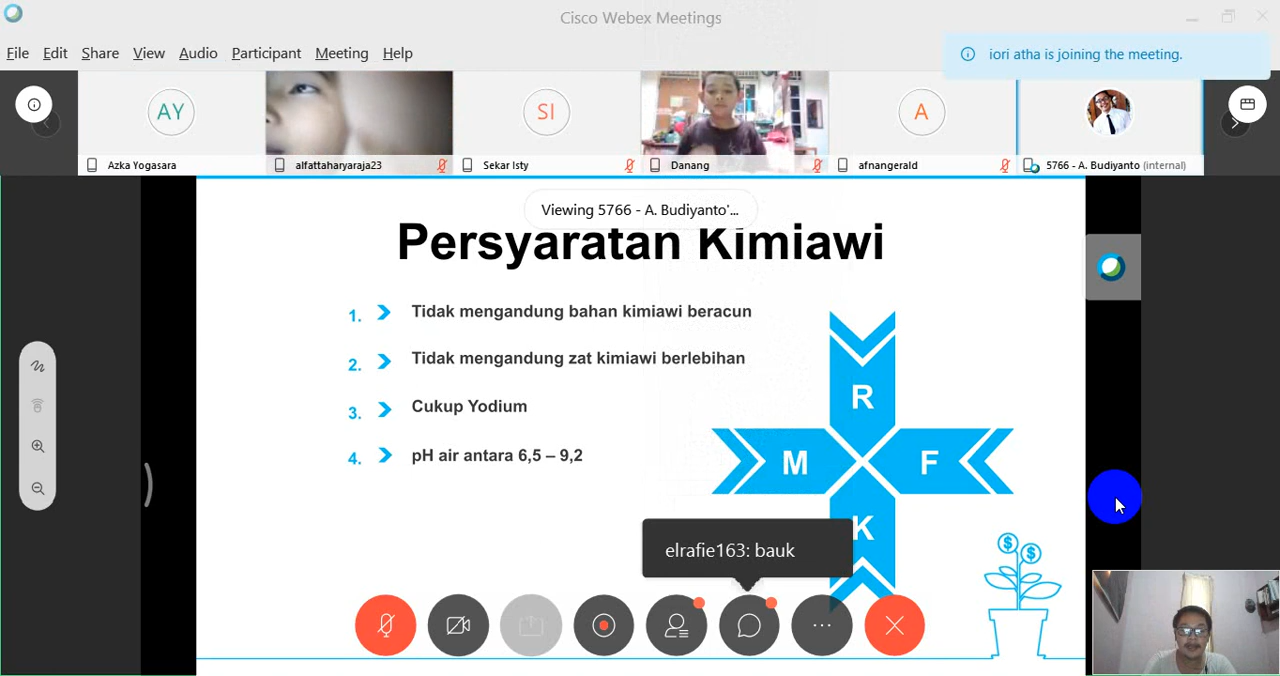 Cisco Webex Meetings
File Edit Share View Audio Participant Meeting Help
iori atha is joining the meeting.
AY
SI
A
Azka Yogasara
alfattaharyaraja23
Sekar Isty
Danang
afnangerald
5766 - A. Budiyanto (internal)
Viewing 5766 - A. Budiyanto'...
Persyaratan Kimiawi
1. Tidak mengandung bahan kimiawi beracun
2. Tidak mengandung zat kimiawi berlebihan
3. Cukup Yodium
4. pH air antara 6,5 – 9,2
R
M F
K
elrafie163: bauk
$ $